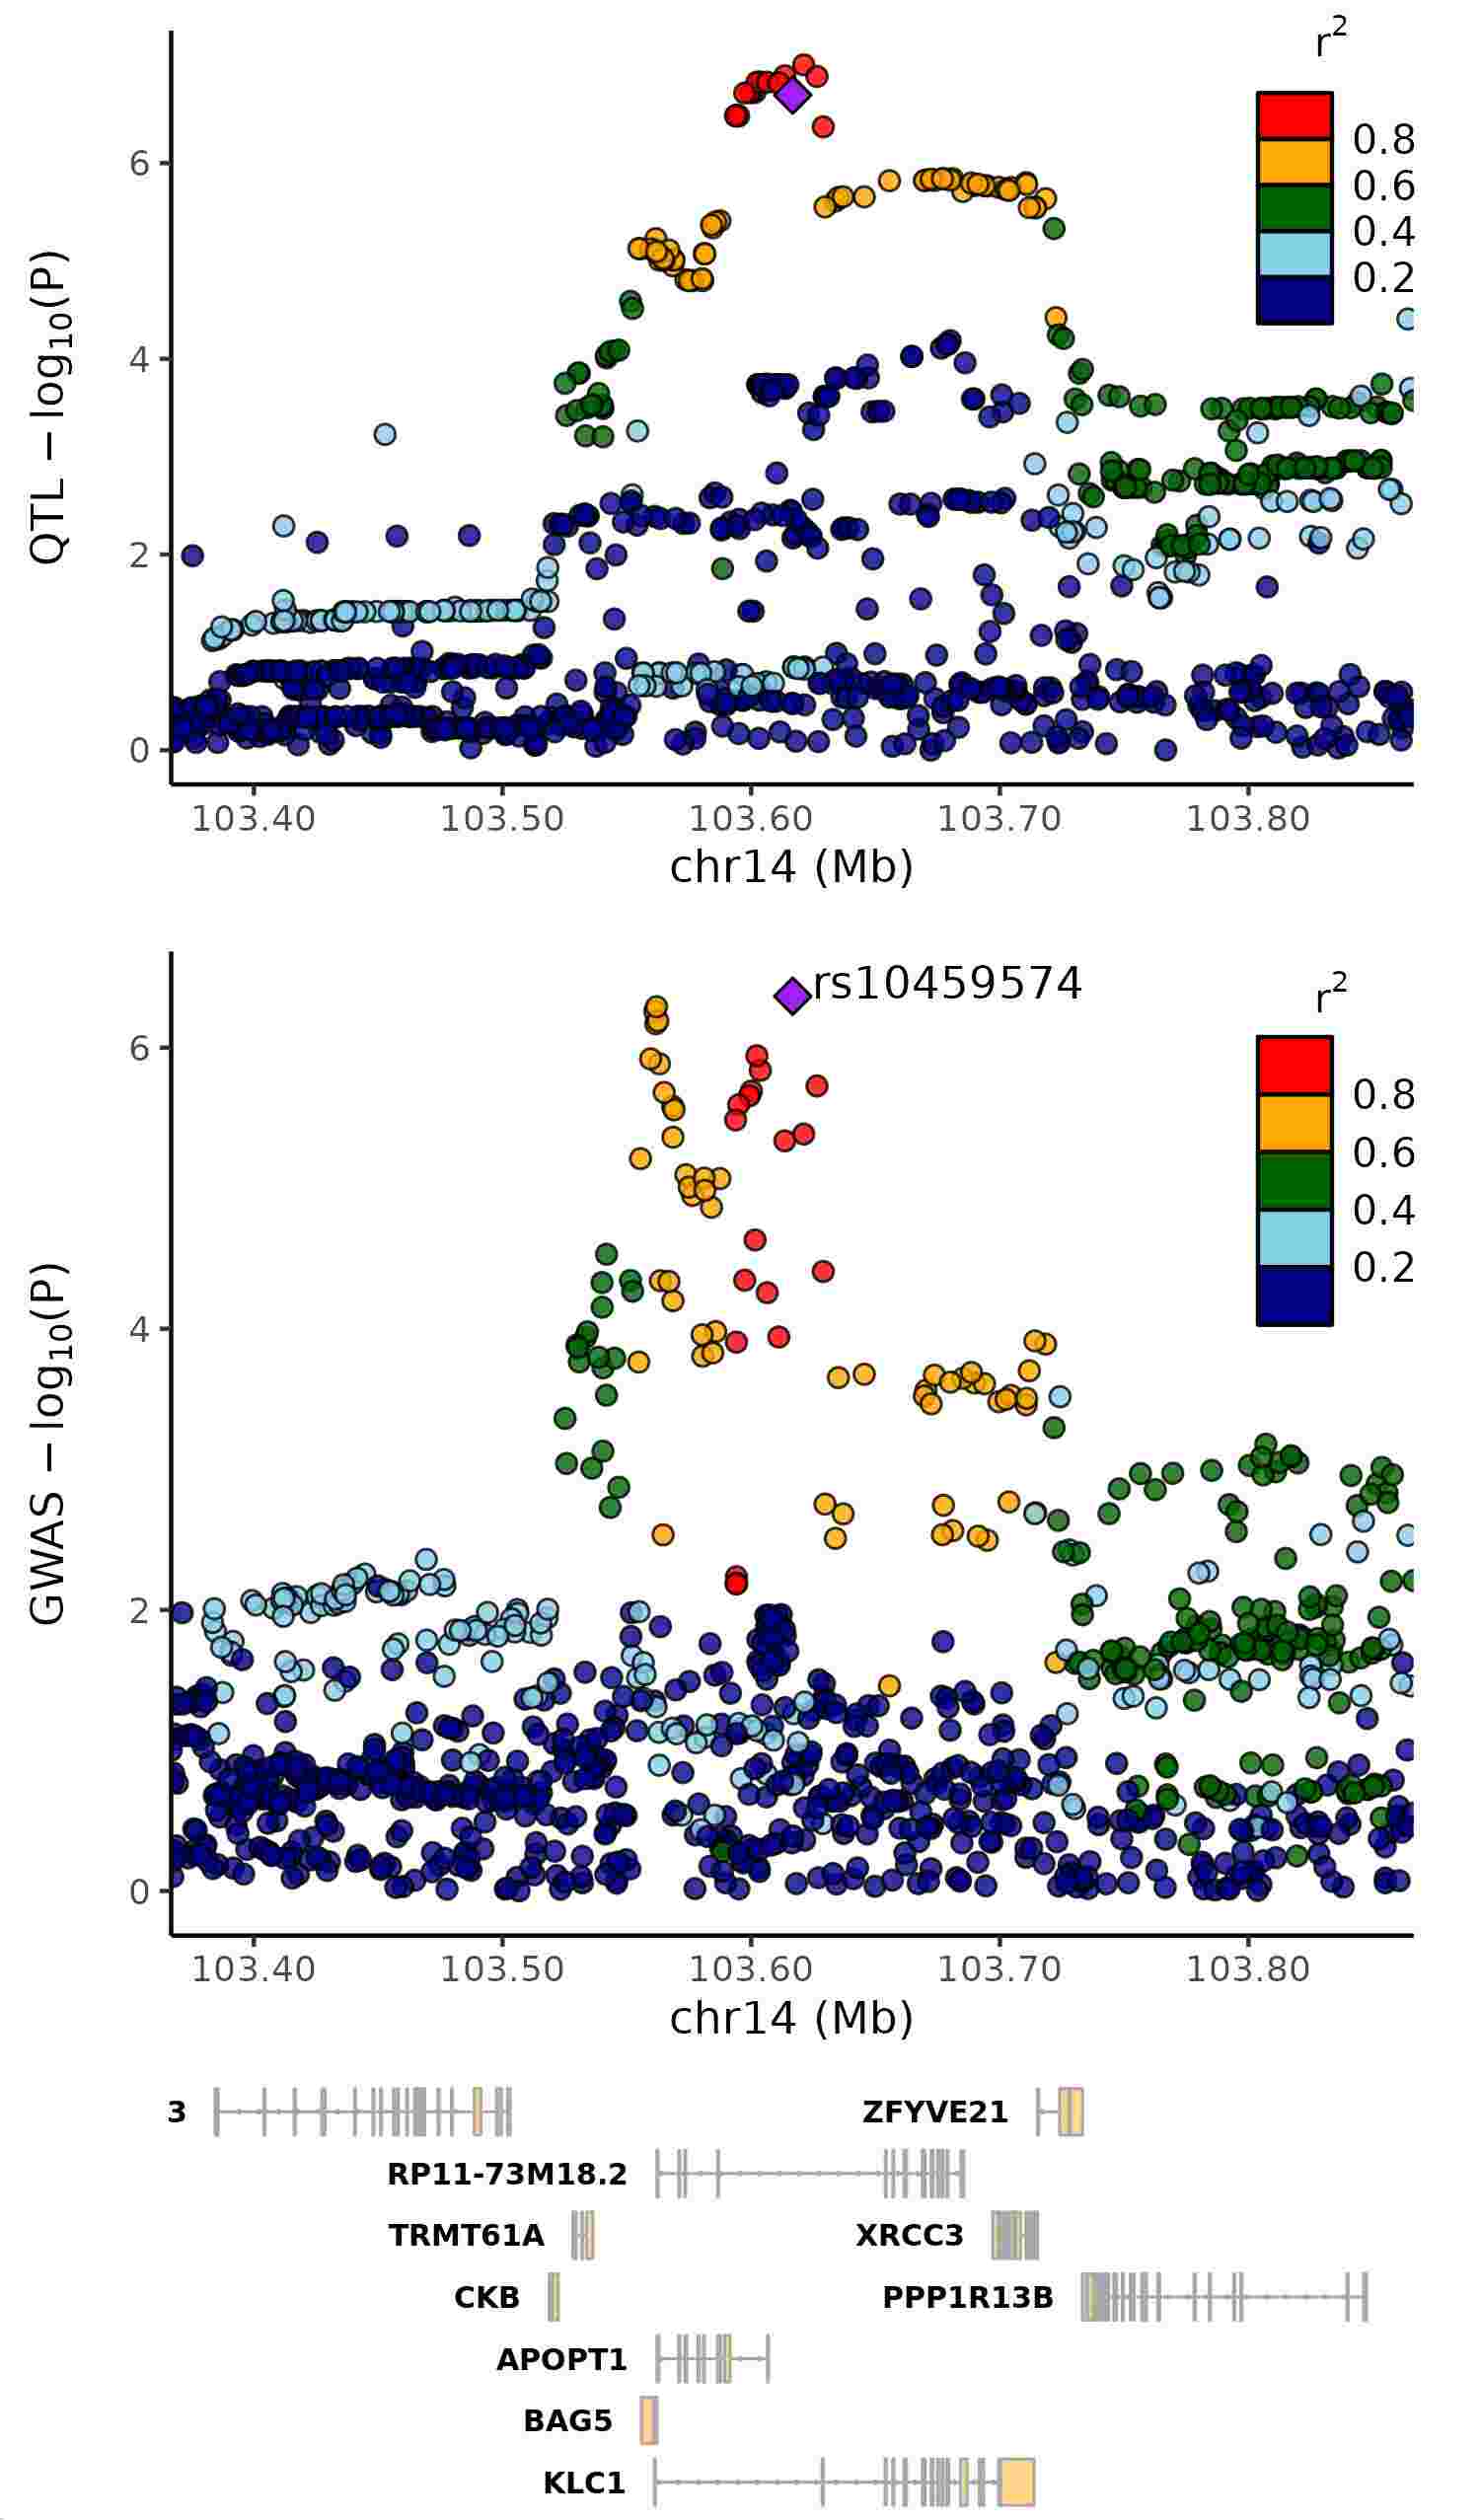 r²
0.8
0.6
0.4
0.2
QTL – log₁₀(P)
6
4
2
0
103.40 103.50 103.60 103.70 103.80
chr14 (Mb)
rs10459574
r²
0.8
0.6
0.4
0.2
GWAS – log₁₀(P)
6
4
2
0
103.40 103.50 103.60 103.70 103.80
chr14 (Mb)
3 ZFYVE21
RP11-73M18.2
TRMT61A XRCC3
CKB PPP1R13B
APOPT1
BAG5
KLC1